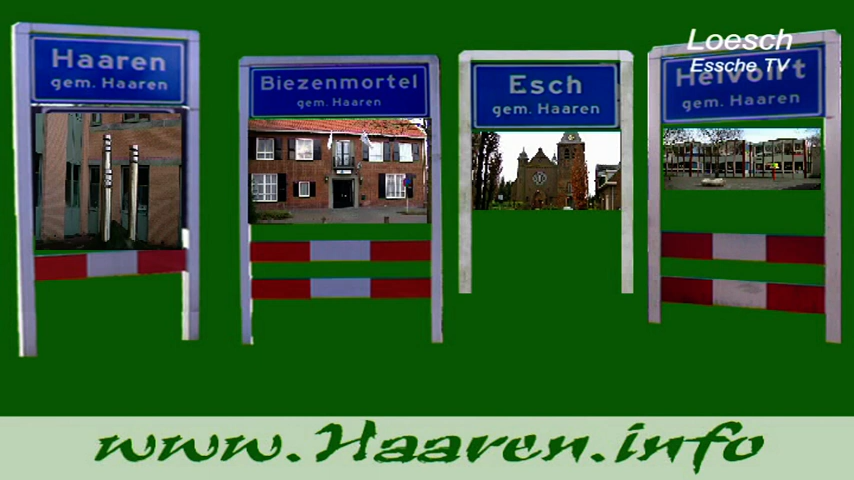 Haaren
gem. Haaren
Biezenmortel
gem. Haaren
Esch
gem. Haaren
Loesch
Essche.TV
Helvoirt
gem. Haaren
www.Haaren.info